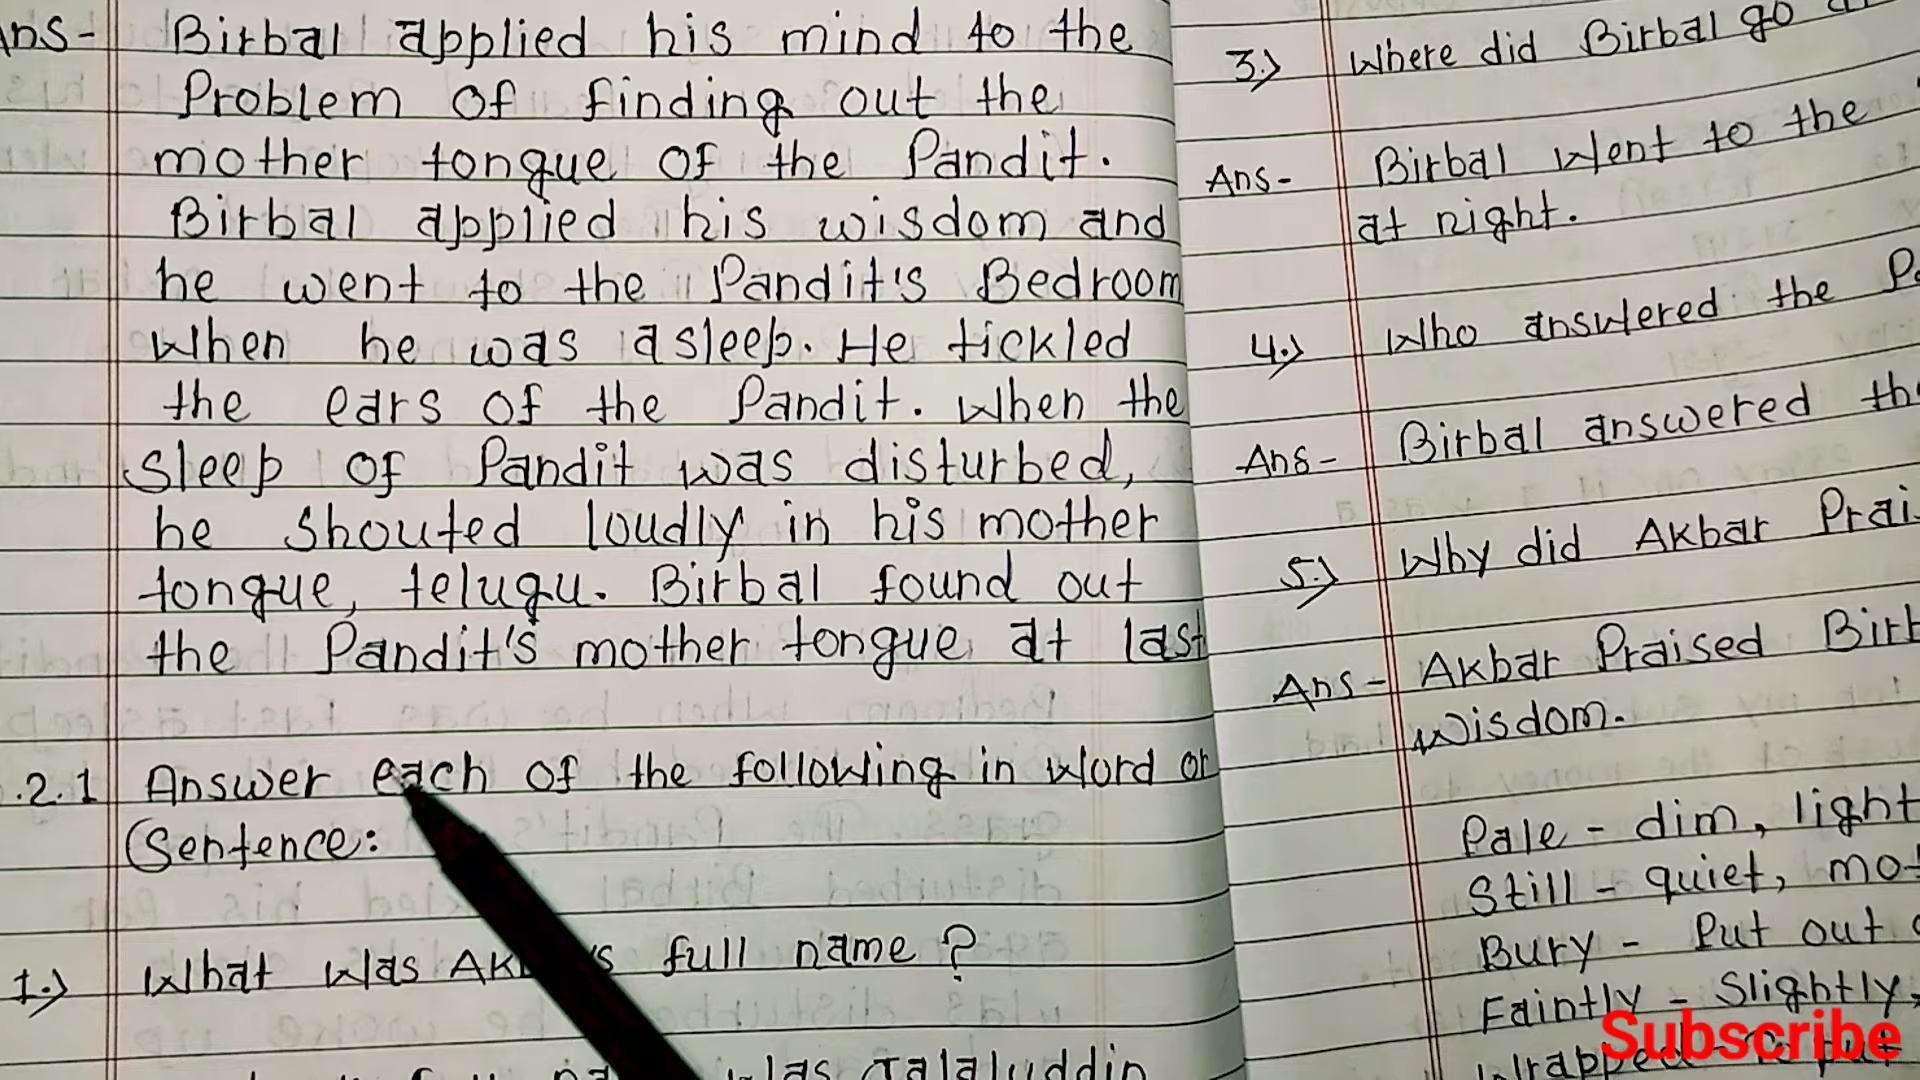 Ans- Birbal applied his mind to the
Problem of finding out the
mother tongue of the Pandit.
Birbal applied his wisdom and
he went to the Pandit's Bedroom
when he was asleep. He tickled
the ears of the Pandit. When the
sleep of Pandit was disturbed,
he shouted loudly in his mother
tongue, telugu. Birbal found out
the Pandit's mother tongue at last
.2.1 Answer each of the following in word or
Sentence:
1.) What was full name?
was Jalaluddin
3.) Where did Birbal go
Ans- Birbal went to the
at night.
4.) Who answered the
Ans- Birbal answered
5.) Why did Akbar
Ans- Akbar Praised
wisdom.
Pale - dim, light
Still - quiet,
Bury - Put out
Faintly - Slightly,
Subscribe